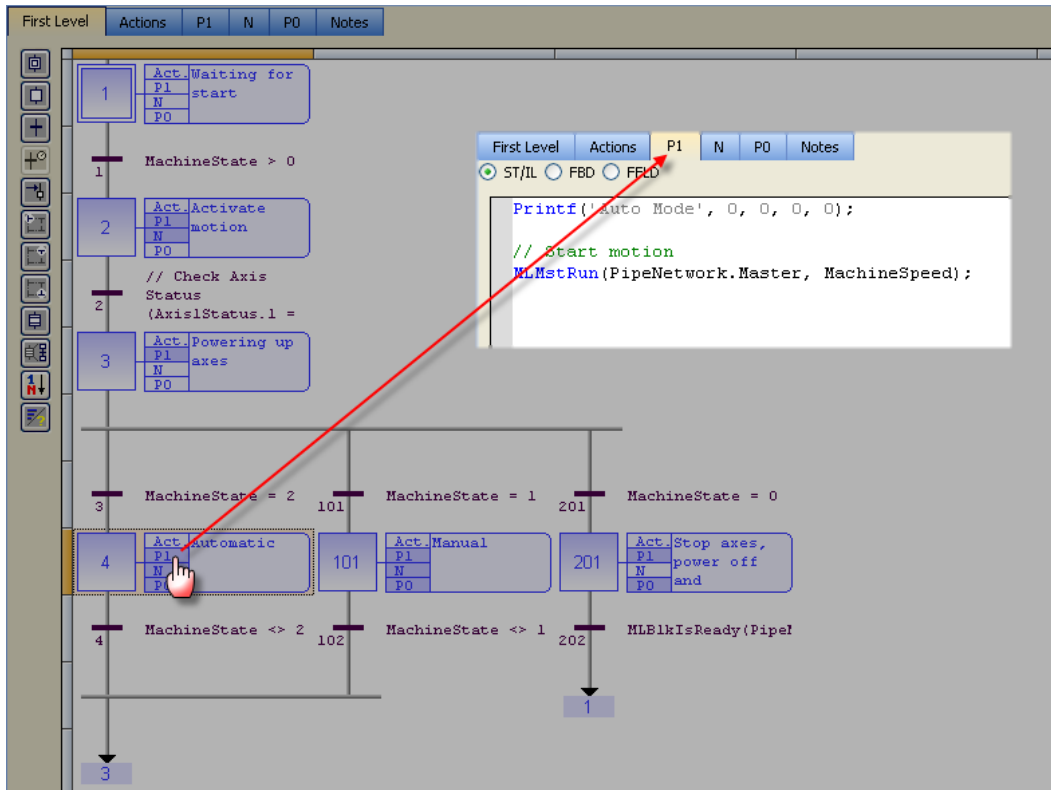 First Level Actions P1 N P0 Notes
1
Act. Waiting for
P1 start
N
P0
1 MachineState > 0
2
Act. Activate
P1 motion
N
P0
2 // Check Axis
Status
(Axis1Status.1 =
3
Act. Powering up
P1 axes
N
P0
3 MachineState = 2
101 MachineState = 1
201 MachineState = 0
4
Act. Automatic
P1
N
101
Act. Manual
P1
N
P0
201
Act. Stop axes,
P1 power off
N and
P0
4 MachineState <> 2
102 MachineState <> 1
202 MLBlkIsReady(Pipe
1
3
First Level Actions P1 N P0 Notes
ST/IL FBD FFLD
Printf('Auto Mode', 0, 0, 0, 0);
// Start motion
MLMstRun(PipeNetwork.Master, MachineSpeed);